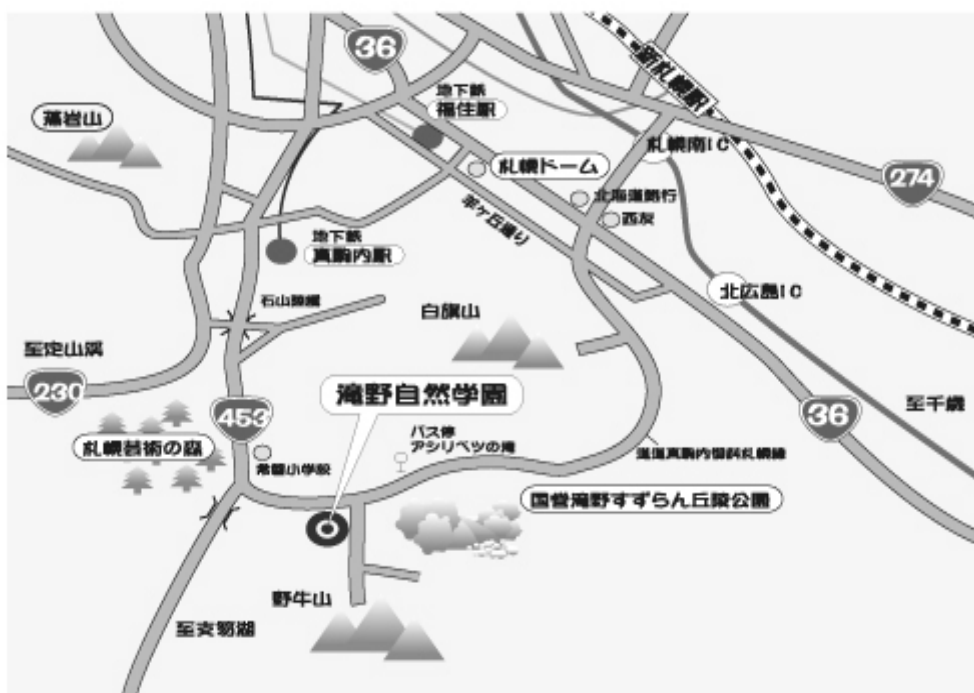 36
新札幌駅
地下鉄
福住駅
藻岩山
札幌ドーム
札幌南IC
274
北海道銀行
西友
羊ケ丘通り
地下鉄
真駒内駅
北広島IC
石山陸橋
白旗山
至定山渓
230
滝野自然学園
36
至千歳
453
札幌芸術の森
バス停
アシリベツの滝
常盤小学校
道道真駒内御料札幌線
国営滝野すずらん丘陵公園
野牛山
至支笏湖